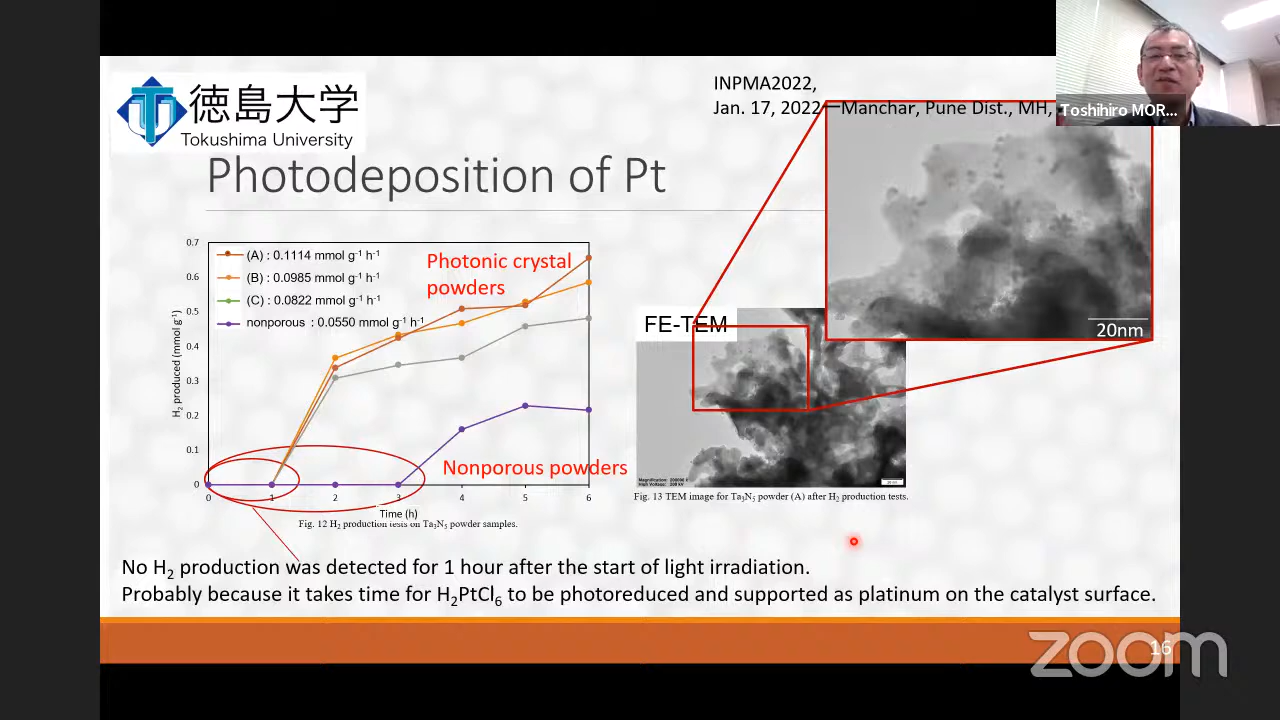 徳島大学
Tokushima University
INPMA2022,
Jan. 17, 2022—Manchar, Pune Dist., MH,
Toshihiro MOR...
Photodeposition of Pt
0.7
0.6
0.5
0.4
0.3
0.2
0.1
0
H2 produced (mmol g-1)
(A) : 0.1114 mmol g-1 h-1
(B) : 0.0985 mmol g-1 h-1
(C) : 0.0822 mmol g-1 h-1
nonporous : 0.0550 mmol g-1 h-1
Photonic crystal
powders
Nonporous powders
0 1 2 3 4 5 6
Time (h)
Fig. 12 H2 production tests on Ta3N5 powder samples.
FE-TEM
20nm
Fig. 13 TEM image for Ta3N5 powder (A) after H2 production tests.
No H2 production was detected for 1 hour after the start of light irradiation.
Probably because it takes time for H2PtCl6 to be photoreduced and supported as platinum on the catalyst surface.
16
zoom